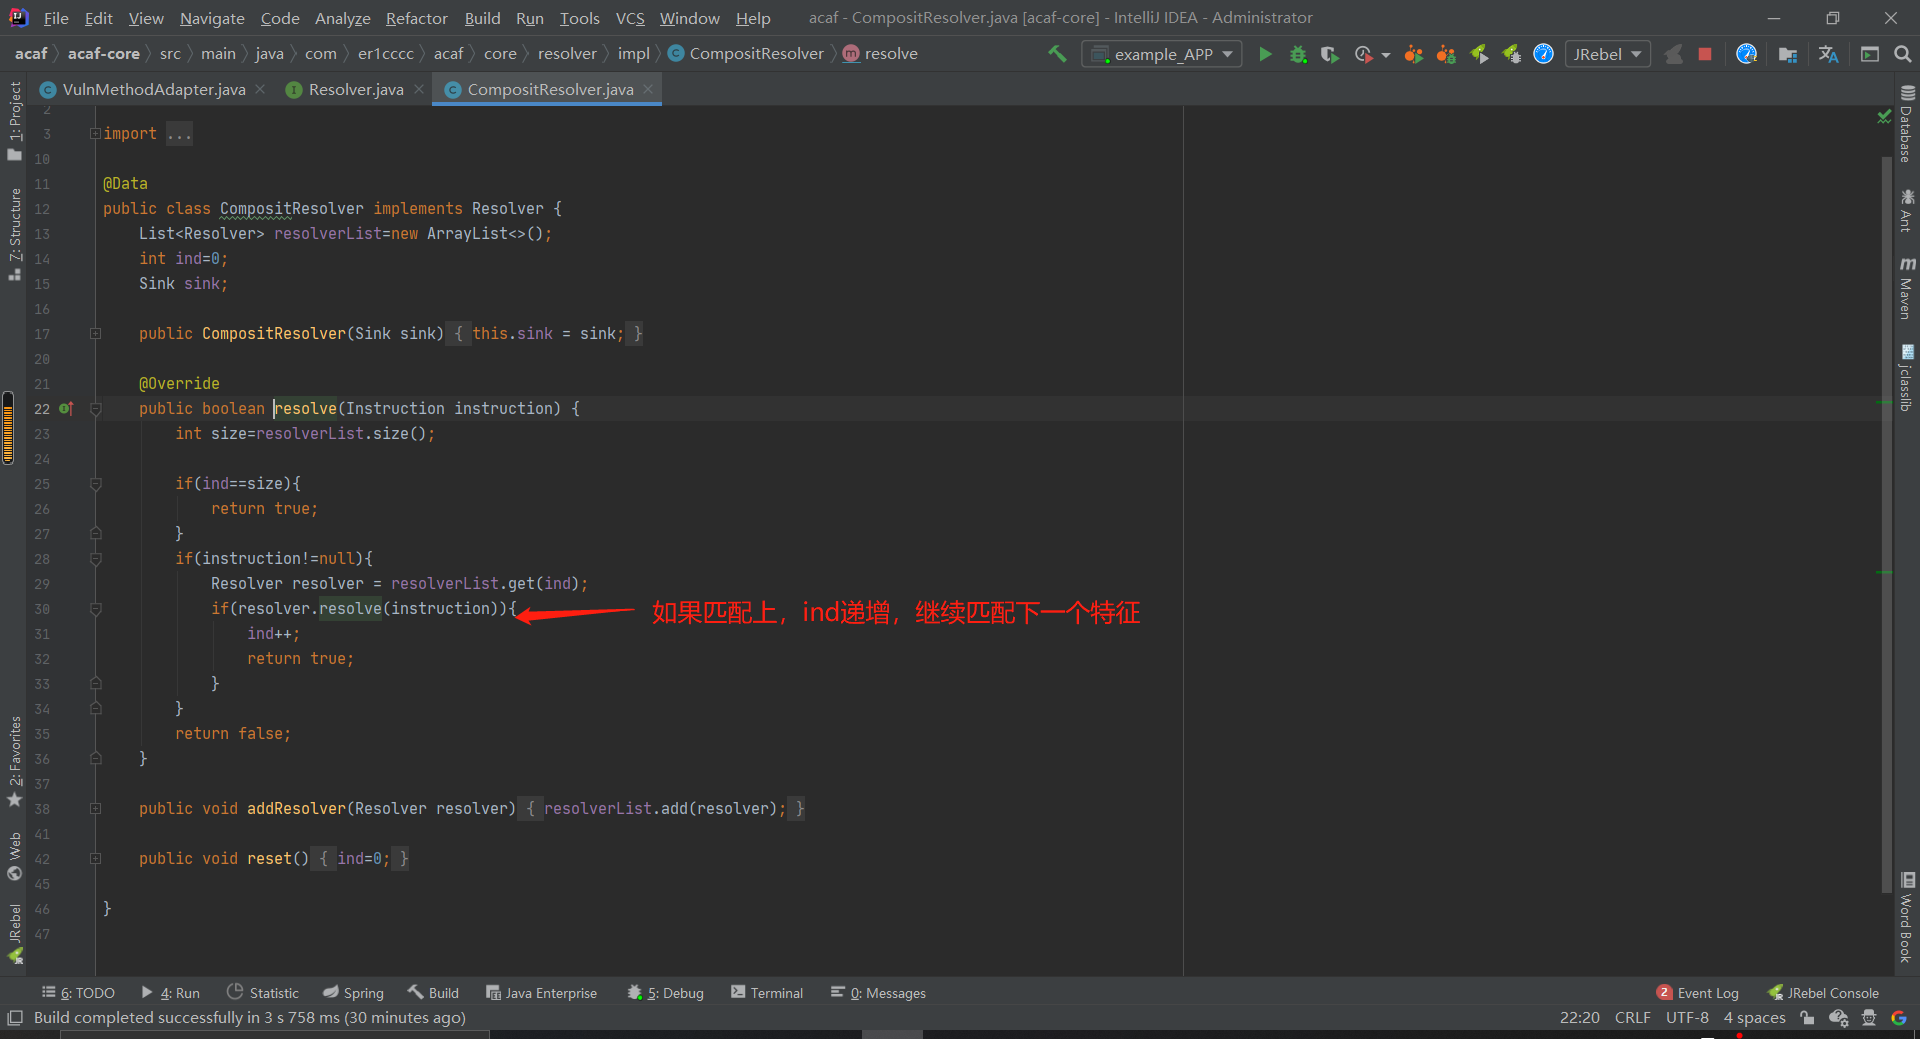 File Edit View Navigate Code Analyze Refactor Build Run Tools VCS Window Help acaf - CompositResolver.java [acaf-core] - IntelliJ IDEA - Administrator
acaf acaf-core src main java com er1cccc acaf core resolver impl CompositResolver resolve example_APP JRebel
VulnMethodAdapter.java Resolver.java CompositResolver.java
1: Project
7: Structure
2: Favorites
Web
JRebel
2
3 import ...
10
11 @Data
12 public class CompositResolver implements Resolver {
13 List<Resolver> resolverList=new ArrayList<>();
14 int ind=0;
15 Sink sink;
16
17 public CompositResolver(Sink sink) { this.sink = sink; }
20
21 @Override
22 public boolean resolve(Instruction instruction) {
23 int size=resolverList.size();
24
25 if(ind==size){
26 return true;
27 }
28 if(instruction!=null){
29 Resolver resolver = resolverList.get(ind);
30 if(resolver.resolve(instruction)){ 如果匹配上，ind递增，继续匹配下一个特征
31 ind++;
32 return true;
33 }
34 }
35 return false;
36 }
37
38 public void addResolver(Resolver resolver) { resolverList.add(resolver); }
41
42 public void reset() { ind=0; }
45
46 }
47
Database
Ant
Maven
jclasslib
Word Book
6: TODO 4: Run Statistic Spring Build Java Enterprise 5: Debug Terminal 0: Messages 2 Event Log JRebel Console
Build completed successfully in 3 s 758 ms (30 minutes ago) 22:20 CRLF UTF-8 4 spaces